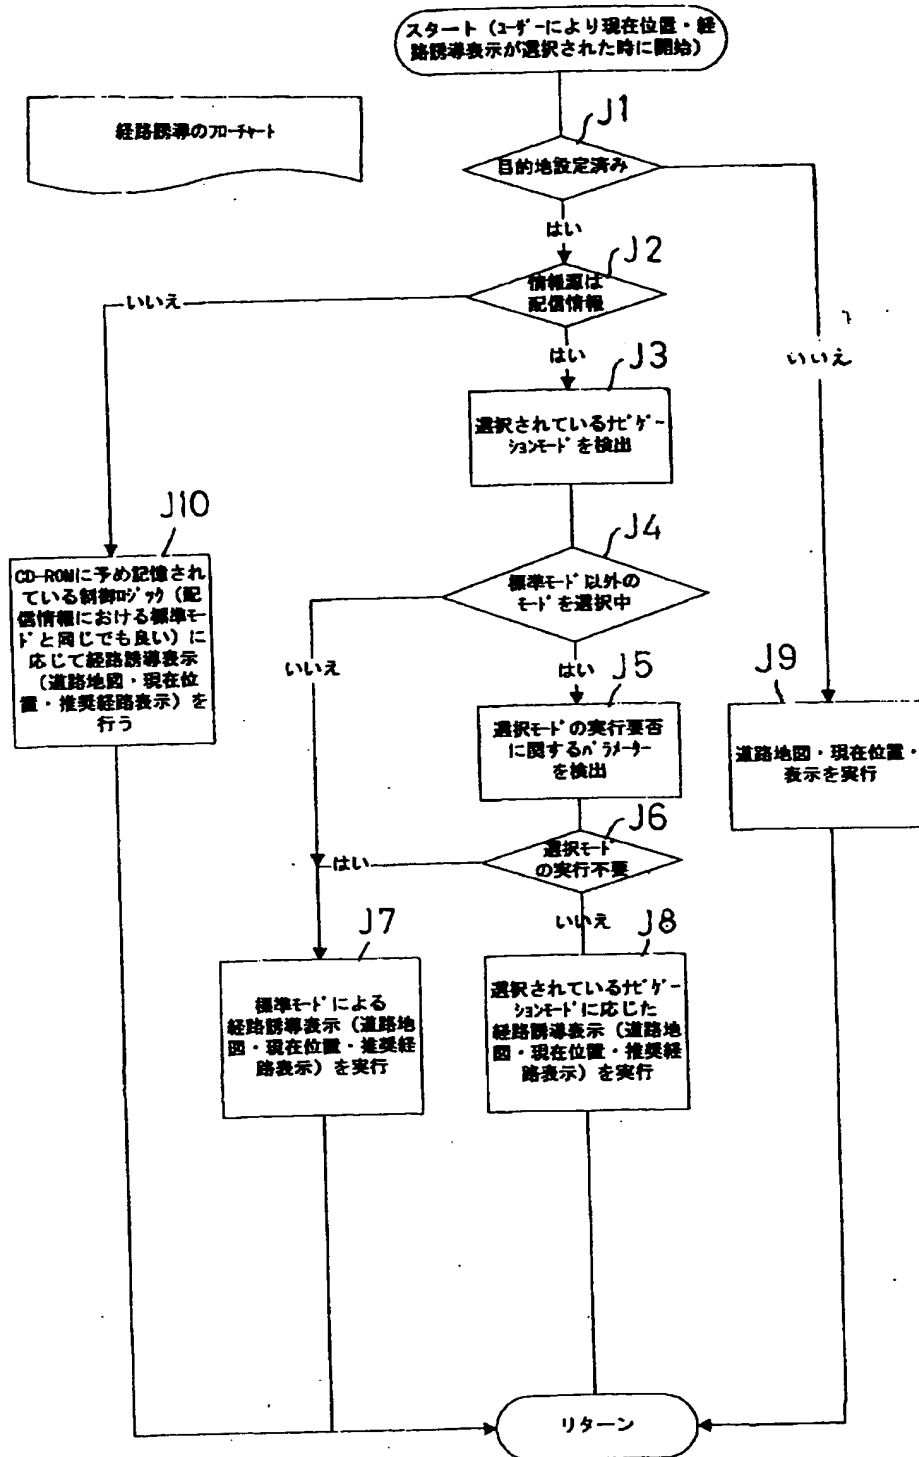 スタート(ユーザーにより現在位置・経
路誘導表示が選択された時に開始)
経路誘導のフローチャート
J1
目的地設定済み
はい
J2
情報源は
配信情報
いいえ
はい
いいえ
J3
選択されているナビゲー
ションモードを検出
J10
CD-ROMに予め記憶され
ている制御ロジック(配
信情報における標準モー
ドと同じでも良い)に
応じて経路誘導表示
(道路地図・現在位
置・推奨経路表示)を
行う
J4
標準モード以外の
モードを選択中
いいえ
はい
J5
選択モードの実行要否
に関するパラメーター
を検出
J9
道路地図・現在位置・
表示を実行
J6
選択モード
の実行不要
はい
いいえ
J7
標準モードによる
経路誘導表示(道路地
図・現在位置・推奨経
路表示)を実行
J8
選択されているナビゲー
ションモードに応じた
経路誘導表示(道路地
図・現在位置・推奨経
路表示)を実行
リターン